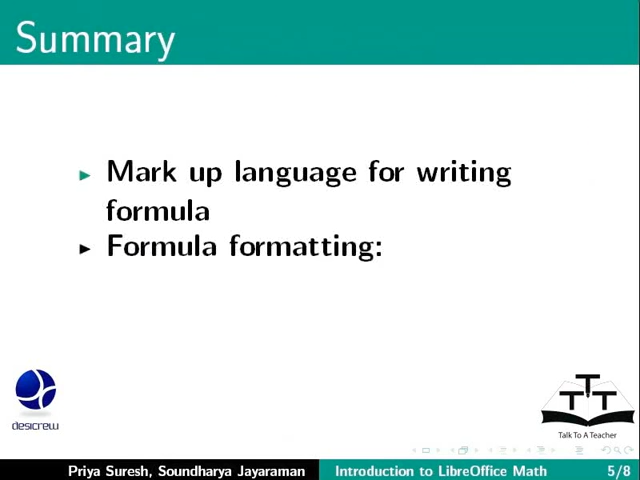 Summary
Mark up language for writing
formula
Formula formatting:
desicrew
T T T
Talk To A Teacher
Priya Suresh, Soundharya Jayaraman Introduction to LibreOffice Math 5/8